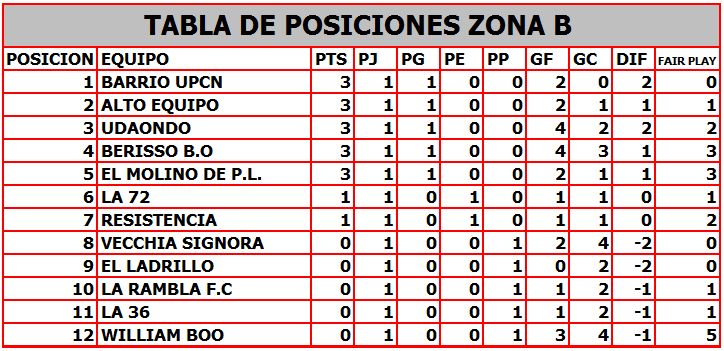 TABLA DE POSICIONES ZONA B
POSICION EQUIPO PTS PJ PG PE PP GF GC DIF FAIR PLAY
1 BARRIO UPCN 3 1 1 0 0 2 0 2 0
2 ALTO EQUIPO 3 1 1 0 0 2 1 1 1
3 UDAONDO 3 1 1 0 0 4 2 2 2
4 BERISSO B.O 3 1 1 0 0 4 3 1 3
5 EL MOLINO DE P.L. 3 1 1 0 0 2 1 1 3
6 LA 72 1 1 0 1 0 1 1 0 1
7 RESISTENCIA 1 1 0 1 0 1 1 0 2
8 VECCHIA SIGNORA 0 1 0 0 1 2 4 -2 0
9 EL LADRILLO 0 1 0 0 1 0 2 -2 0
10 LA RAMBLA F.C 0 1 0 0 1 1 2 -1 1
11 LA 36 0 1 0 0 1 1 2 -1 1
12 WILLIAM BOO 0 1 0 0 1 3 4 -1 5